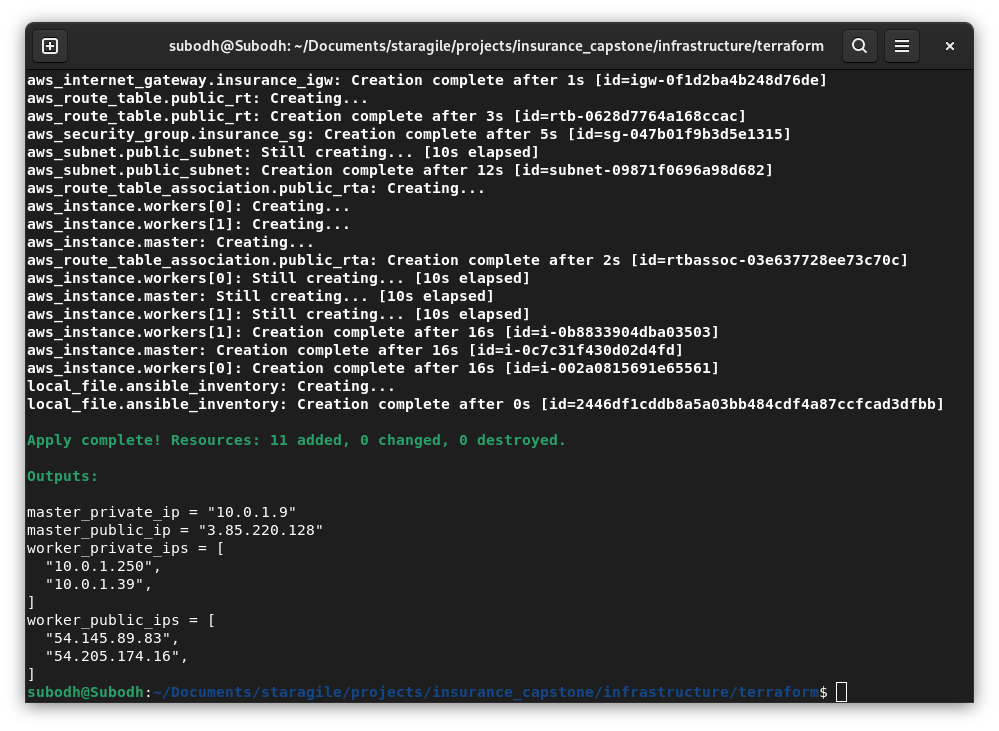 subodh@Subodh: ~/Documents/staragile/projects/insurance_capstone/infrastructure/terraform
aws_internet_gateway.insurance_igw: Creation complete after 1s [id=igw-0f1d2ba4b248d76de]
aws_route_table.public_rt: Creating...
aws_route_table.public_rt: Creation complete after 3s [id=rtb-0628d7764a168ccac]
aws_security_group.insurance_sg: Creation complete after 5s [id=sg-047b01f9b3d5e1315]
aws_subnet.public_subnet: Still creating... [10s elapsed]
aws_subnet.public_subnet: Creation complete after 12s [id=subnet-09871f0696a98d682]
aws_route_table_association.public_rta: Creating...
aws_instance.workers[0]: Creating...
aws_instance.workers[1]: Creating...
aws_instance.master: Creating...
aws_route_table_association.public_rta: Creation complete after 2s [id=rtbassoc-03e637728ee73c70c]
aws_instance.workers[0]: Still creating... [10s elapsed]
aws_instance.master: Still creating... [10s elapsed]
aws_instance.workers[1]: Still creating... [10s elapsed]
aws_instance.workers[1]: Creation complete after 16s [id=i-0b8833904dba03503]
aws_instance.master: Creation complete after 16s [id=i-0c7c31f430d02d4fd]
aws_instance.workers[0]: Creation complete after 16s [id=i-002a0815691e65561]
local_file.ansible_inventory: Creating...
local_file.ansible_inventory: Creation complete after 0s [id=2446df1cddb8a5a03bb484cdf4a87ccfcad3dfbb]
Apply complete! Resources: 11 added, 0 changed, 0 destroyed.
Outputs:
master_private_ip = "10.0.1.9"
master_public_ip = "3.85.220.128"
worker_private_ips = [
  "10.0.1.250",
  "10.0.1.39",
]
worker_public_ips = [
  "54.145.89.83",
  "54.205.174.16",
]
subodh@Subodh:~/Documents/staragile/projects/insurance_capstone/infrastructure/terraform$